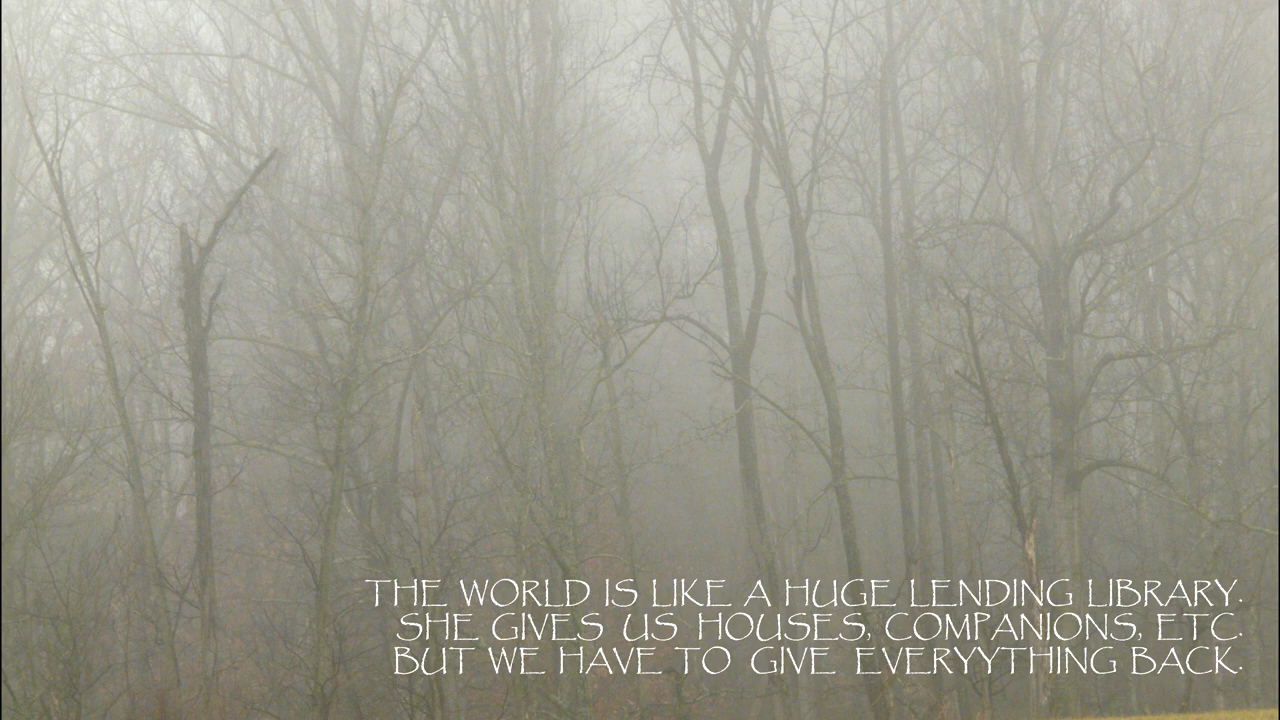 THE WORLD IS LIKE A HUGE LENDING LIBRARY.
SHE GIVES US HOUSES, COMPANIONS, ETC.
BUT WE HAVE TO GIVE EVERYYTHING BACK.